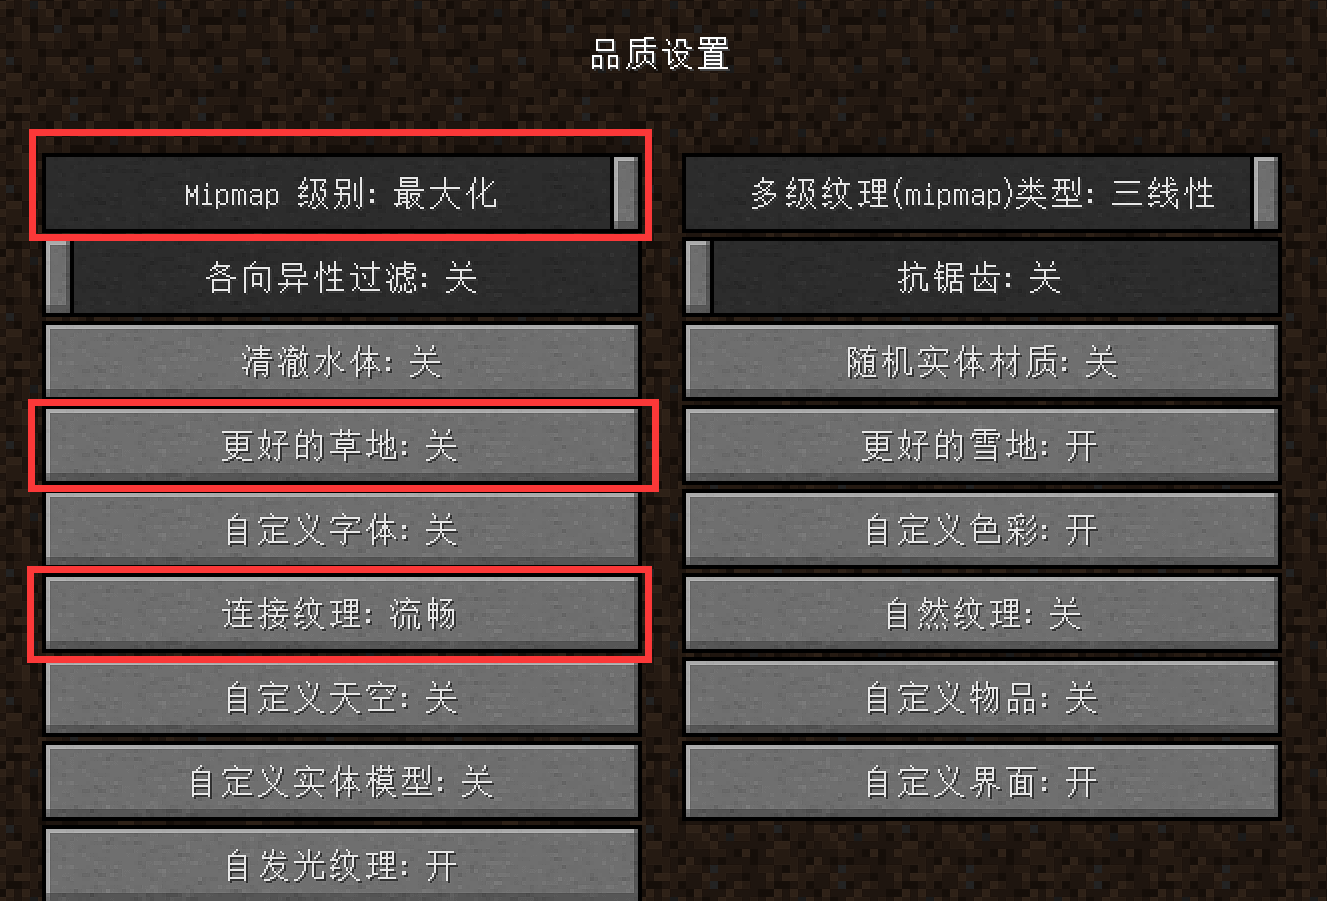 品质设置
Mipmap 级别: 最大化
多级纹理(mipmap)类型: 三线性
各向异性过滤: 关
抗锯齿: 关
清澈水体: 关
随机实体材质: 关
更好的草地: 关
更好的雪地: 开
自定义字体: 关
自定义色彩: 开
连接纹理: 流畅
自然纹理: 关
自定义天空: 关
自定义物品: 关
自定义实体模型: 关
自定义界面: 开
自发光纹理: 开